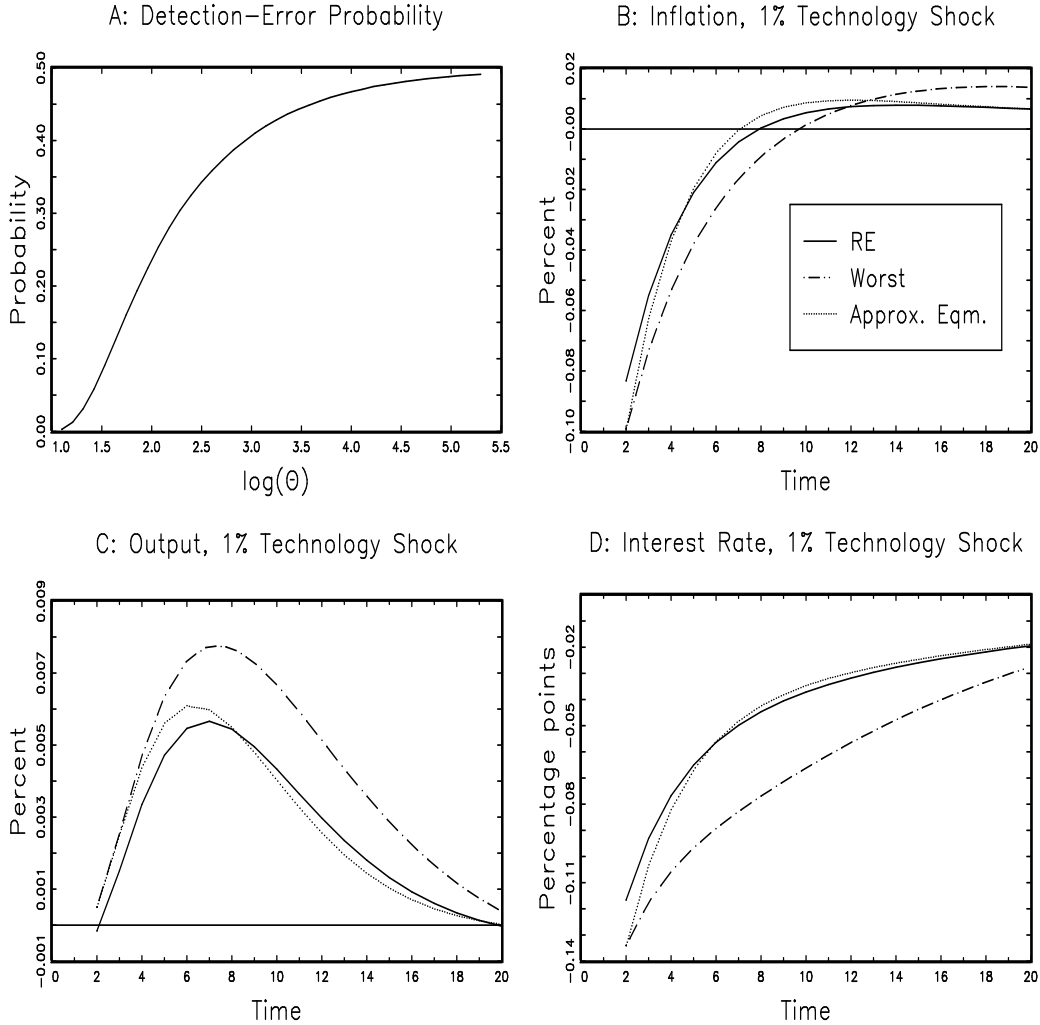 A: Detection-Error Probability
Probability
0.50
0.40
0.30
0.20
0.10
0.00
1.0 1.5 2.0 2.5 3.0 3.5 4.0 4.5 5.0 5.5
log(Θ)
B: Inflation, 1% Technology Shock
Percent
0.02
-0.00
-0.02
-0.04
-0.06
-0.08
-0.10
0 2 4 6 8 10 12 14 16 18 20
Time
RE
Worst
Approx. Eqm.
C: Output, 1% Technology Shock
Percent
0.009
0.007
0.005
0.003
0.001
-0.001
0 2 4 6 8 10 12 14 16 18 20
Time
D: Interest Rate, 1% Technology Shock
Percentage points
-0.02
-0.05
-0.08
-0.11
-0.14
0 2 4 6 8 10 12 14 16 18 20
Time